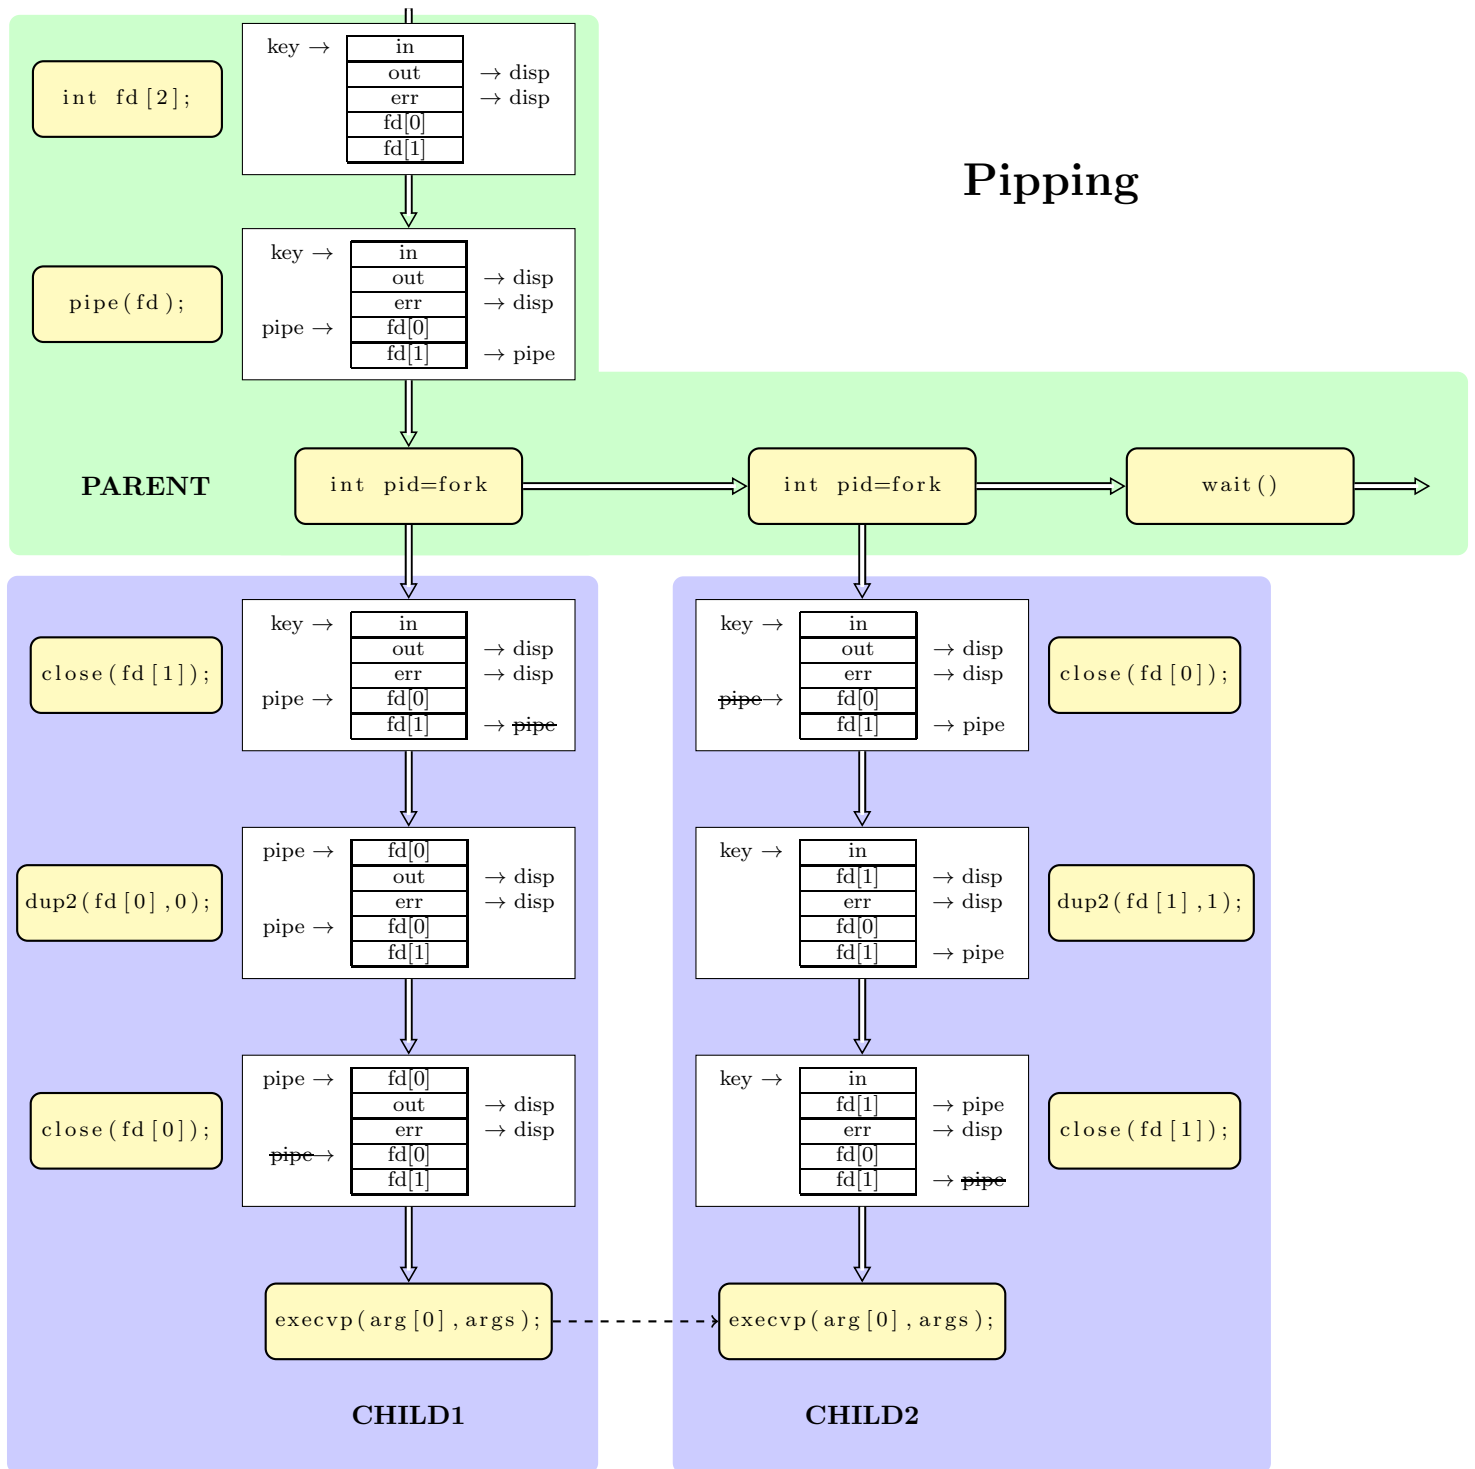 key → in
out → disp
int fd[2]; err → disp
fd[0]
fd[1]
Pipping
key → in
out → disp
pipe(fd); err → disp
pipe → fd[0]
fd[1] → pipe
PARENT int pid=fork int pid=fork wait()
key → in
out → disp
close(fd[1]); err → disp
pipe → fd[0]
fd[1] → pipe
key → in
out → disp
err → disp close(fd[0]);
pipe → fd[0]
fd[1] → pipe
pipe → fd[0]
out → disp
dup2(fd[0],0); err → disp
pipe → fd[0]
fd[1]
key → in
fd[1] → disp
err → disp dup2(fd[1],1);
fd[0]
fd[1] → pipe
pipe → fd[0]
out → disp
close(fd[0]); err → disp
pipe → fd[0]
fd[1]
key → in
fd[1] → pipe
err → disp close(fd[1]);
fd[0]
fd[1] → pipe
execvp(arg[0],args); execvp(arg[0],args);
CHILD1 CHILD2